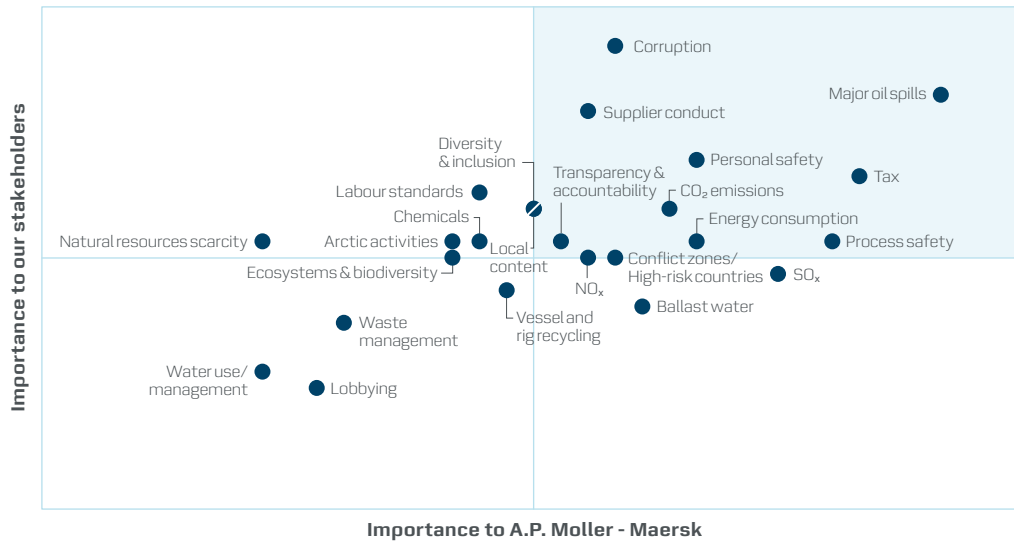 Importance to our stakeholders
Corruption
Major oil spills
Supplier conduct
Diversity
& inclusion
Personal safety
Transparency &
accountability
Tax
Labour standards
CO₂ emissions
Chemicals
Energy consumption
Natural resources scarcity
Arctic activities
Local
content
Process safety
Ecosystems & biodiversity
Conflict zones/
High-risk countries
NOₓ
SOₓ
Ballast water
Vessel and
rig recycling
Waste
management
Water use/
management
Lobbying
Importance to A.P. Moller - Maersk